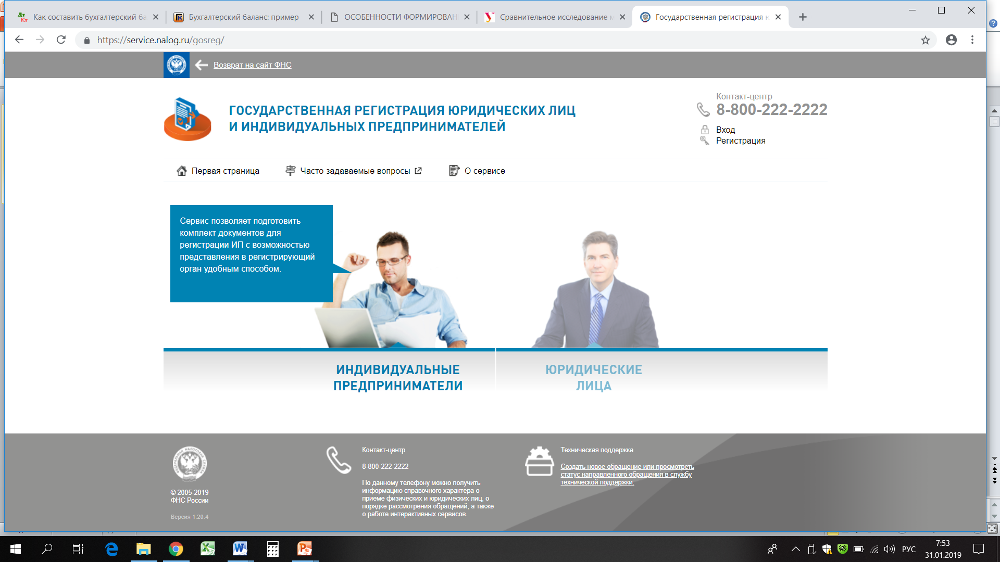 Как составить бухгалтерский ба
Бухгалтерский баланс: пример
ОСОБЕННОСТИ ФОРМИРОВАН
Сравнительное исследование м
Государственная регистрация ю
https://service.nalog.ru/gosreg/
Возврат на сайт ФНС
ГОСУДАРСТВЕННАЯ РЕГИСТРАЦИЯ ЮРИДИЧЕСКИХ ЛИЦ
И ИНДИВИДУАЛЬНЫХ ПРЕДПРИНИМАТЕЛЕЙ
Контакт-центр
8-800-222-2222
Вход
Регистрация
Первая страница
Часто задаваемые вопросы
О сервисе
Сервис позволяет подготовить
комплект документов для
регистрации ИП с возможностью
представления в регистрирующий
орган удобным способом.
ИНДИВИДУАЛЬНЫЕ
ПРЕДПРИНИМАТЕЛИ
ЮРИДИЧЕСКИЕ
ЛИЦА
© 2005-2019
ФНС России
Версия 1.20.4
Контакт-центр
8-800-222-2222
По данному телефону можно получить
информацию справочного характера о
приеме физических и юридических лиц, о
порядке рассмотрения обращений, а также
о работе интерактивных сервисов.
Техническая поддержка
Создать новое обращение или просмотреть
статус направленного обращения в службу
технической поддержки.
РУС
7:53
31.01.2019